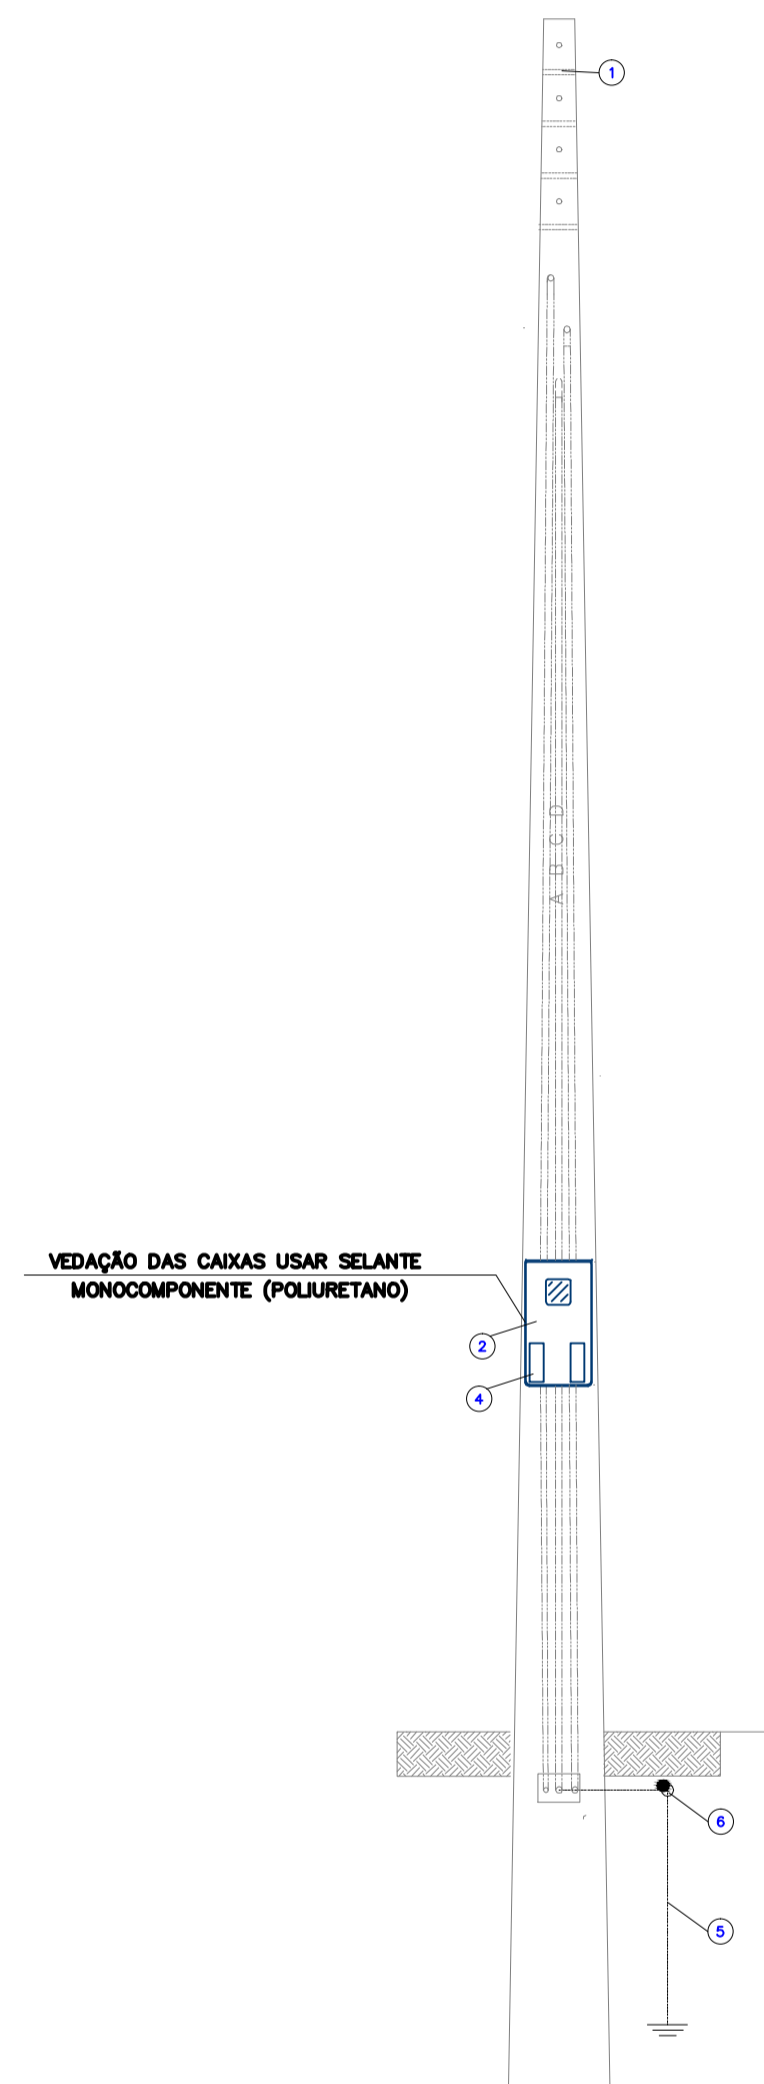 1
A B C D
VEDAÇÃO DAS CAIXAS USAR SELANTE
MONOCOMPONENTE (POLIURETANO)
2
4
6
5